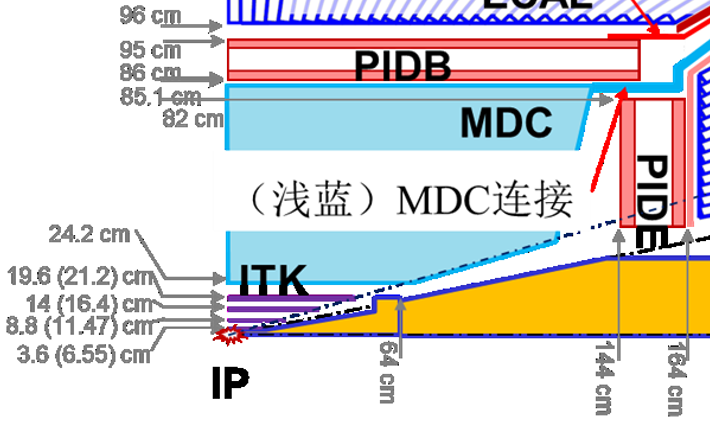 ECAL
96 cm
95 cm
PIDB
86 cm
85.1 cm
82 cm
MDC
（浅蓝）MDC连接
PIDE
24.2 cm
ITK
19.6 (21.2) cm
14 (16.4) cm
8.8 (11.47) cm
3.6 (6.55) cm
IP
64 cm
144 cm
164 cm